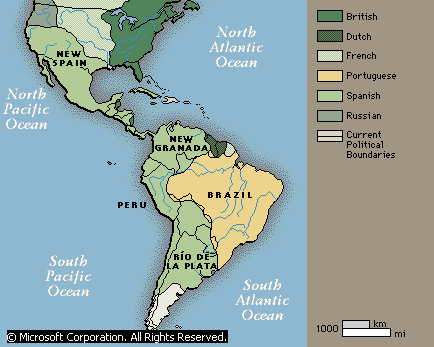 North
Atlantic
Ocean
NEW
SPAIN
North
Pacific
Ocean
NEW
GRANADA
PERU
BRAZIL
RÍO DE
LA PLATA
South
Pacific
Ocean
South
Atlantic
Ocean
British
Dutch
French
Portuguese
Spanish
Russian
Current
Political
Boundaries
1000 km
mi
© Microsoft Corporation. All Rights Reserved.